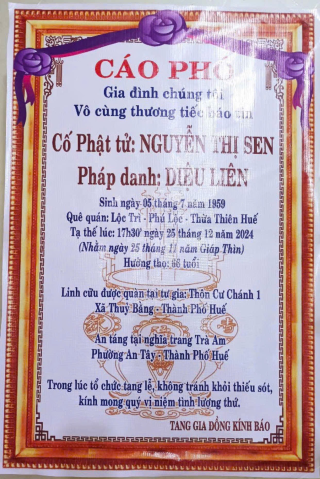 CÁO PHÓ
Gia đình chúng tôi
Vô cùng thương tiếc báo tin
Cố Phật tử: NGUYỄN THỊ SEN
Pháp danh: DIỆU LIÊN
Sinh ngày 05 tháng 7 năm 1959
Quê quán: Lộc Trì - Phú Lộc - Thừa Thiên Huế
Tạ thế lúc: 17h30' ngày 25 tháng 12 năm 2024
(Nhằm ngày 25 tháng 11 năm Giáp Thìn)
Hưởng thọ: 66 tuổi
Linh cữu được quàn tại tư gia: Thôn Cư Chánh 1
Xã Thuỷ Bằng - Thành Phố Huế
An táng tại nghĩa trang Trà Am
Phường An Tây - Thành Phố Huế
Trong lúc tổ chức tang lễ, không tránh khỏi thiếu sót,
kính mong quý vị niệm tình lượng thứ.
TANG GIA ĐỒNG KÍNH BÁO